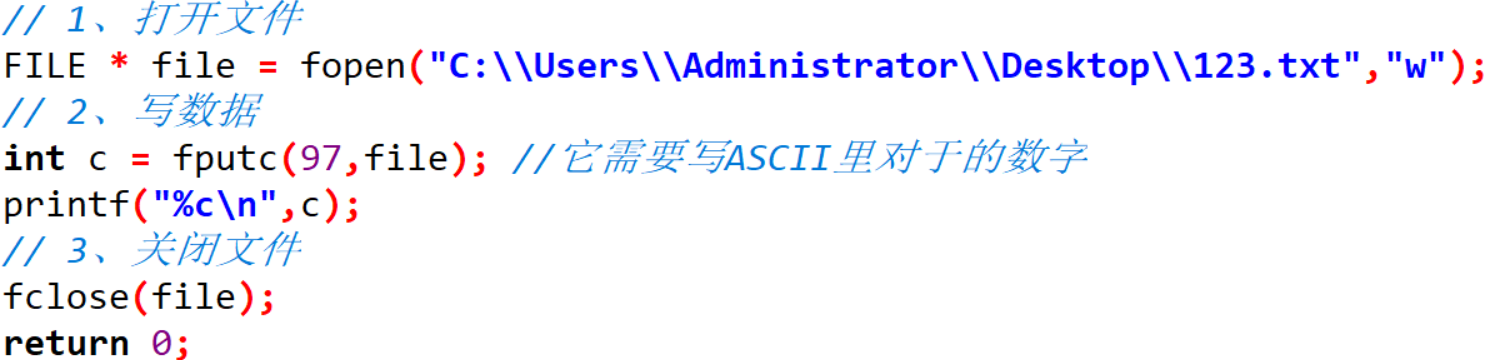 // 1、打开文件
FILE * file = fopen("C:\\Users\\Administrator\\Desktop\\123.txt","w");
// 2、写数据
int c = fputc(97,file); //它需要写ASCII里对于的数字
printf("%c\n",c);
// 3、关闭文件
fclose(file);
return 0;